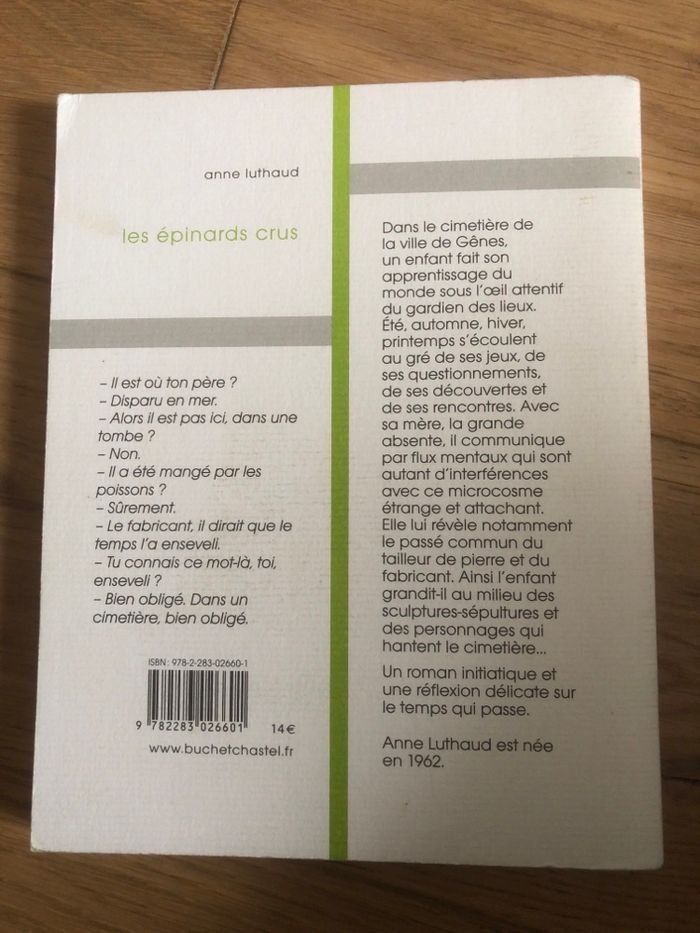 anne luthaud
les épinards crus
– Il est où ton père ?
– Disparu en mer.
– Alors il est pas ici, dans une
tombe ?
– Non.
– Il a été mangé par les
poissons ?
– Sûrement.
– Le fabricant, il dirait que le
temps l'a enseveli.
– Tu connais ce mot-là, toi,
enseveli ?
– Bien obligé. Dans un
cimetière, bien obligé.
ISBN : 978-2-283-02660-1
9 782283 026601
14 €
www.buchetchastel.fr
Dans le cimetière de
la ville de Gênes,
un enfant fait son
apprentissage du
monde sous l'œil attentif
du gardien des lieux.
Été, automne, hiver,
printemps s'écoulent
au gré de ses jeux, de
ses questionnements,
de ses découvertes et
de ses rencontres. Avec
sa mère, la grande
absente, il communique
par flux mentaux qui sont
autant d'interférences
avec ce microcosme
étrange et attachant.
Elle lui révèle notamment
le passé commun du
tailleur de pierre et du
fabricant. Ainsi l'enfant
grandit-il au milieu des
sculptures-sépultures et
des personnages qui
hantent le cimetière...
Un roman initiatique et
une réflexion délicate sur
le temps qui passe.
Anne Luthaud est née
en 1962.